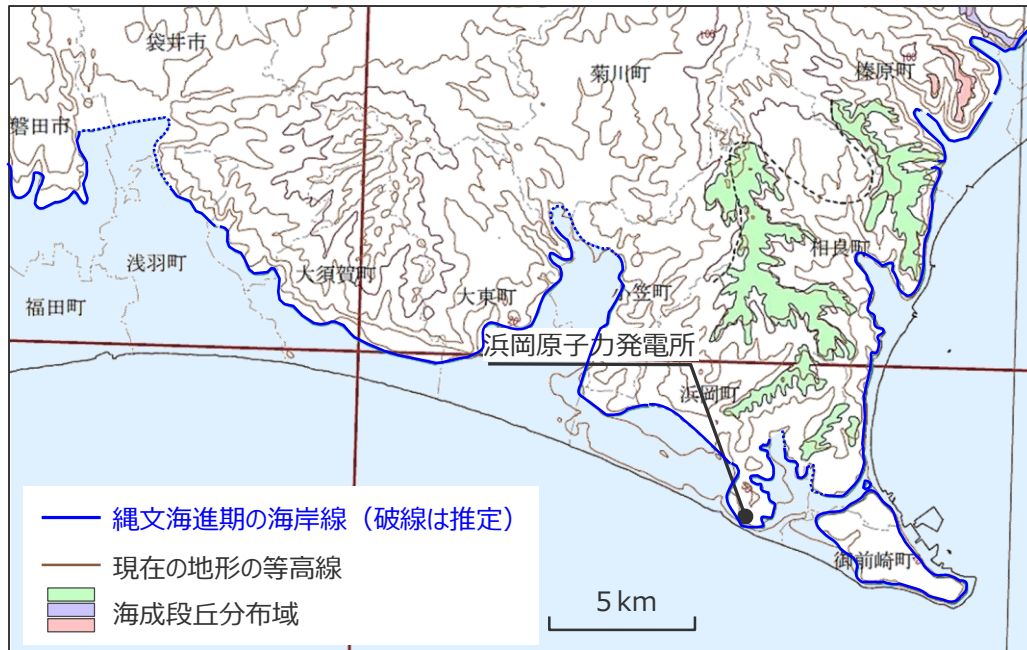 袋井市
菊川町
榛原町
100
磐田市
相良町
浅羽町
大須賀町
小笠町
大東町
福田町
浜岡原子力発電所
浜岡町
縄文海進期の海岸線（破線は推定）
現在の地形の等高線
御前崎町
海成段丘分布域
5 km